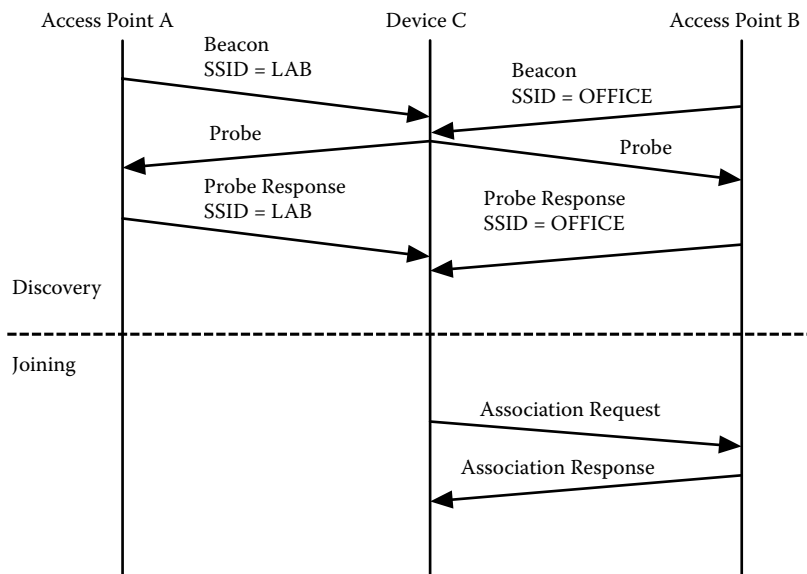 Access Point A
Device C
Access Point B
Beacon
SSID = LAB
Beacon
SSID = OFFICE
Probe
Probe
Probe Response
SSID = LAB
Probe Response
SSID = OFFICE
Discovery
Joining
Association Request
Association Response